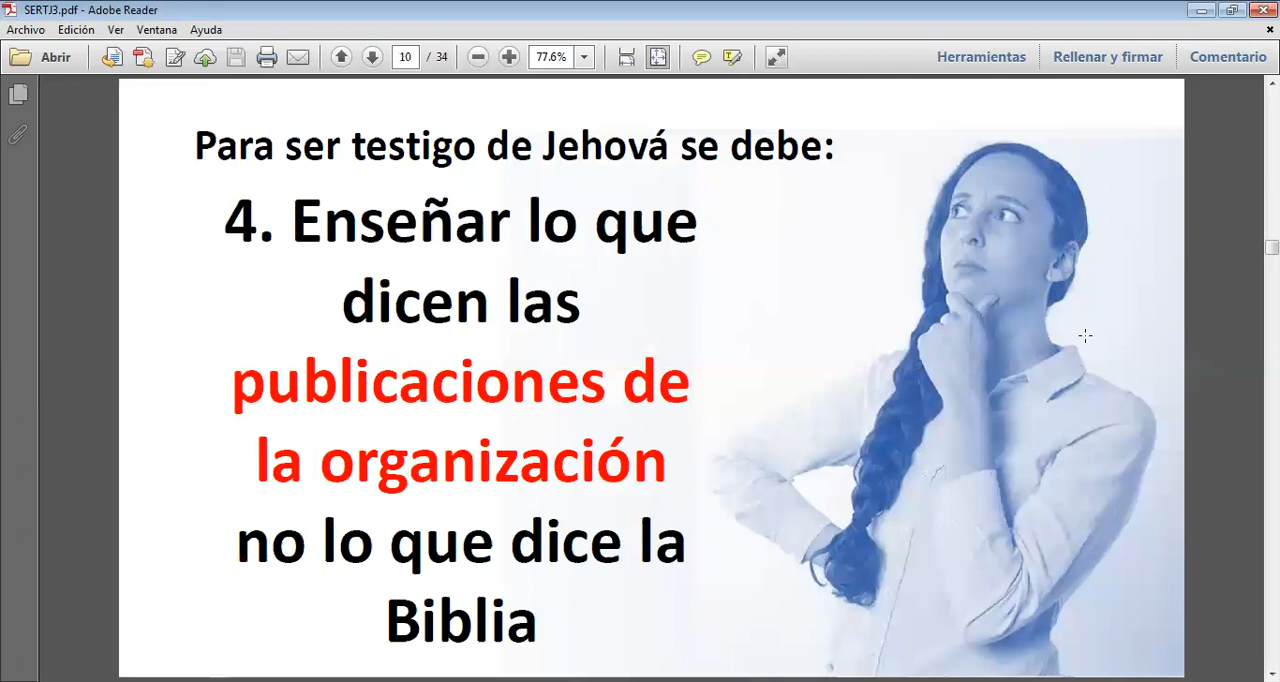 SERTJ3.pdf - Adobe Reader
Archivo Edición Ver Ventana Ayuda
Abrir 10 / 34 77.6% Herramientas Rellenar y firmar Comentario
Para ser testigo de Jehová se debe:
4. Enseñar lo que
dicen las
publicaciones de
la organización
no lo que dice la
Biblia